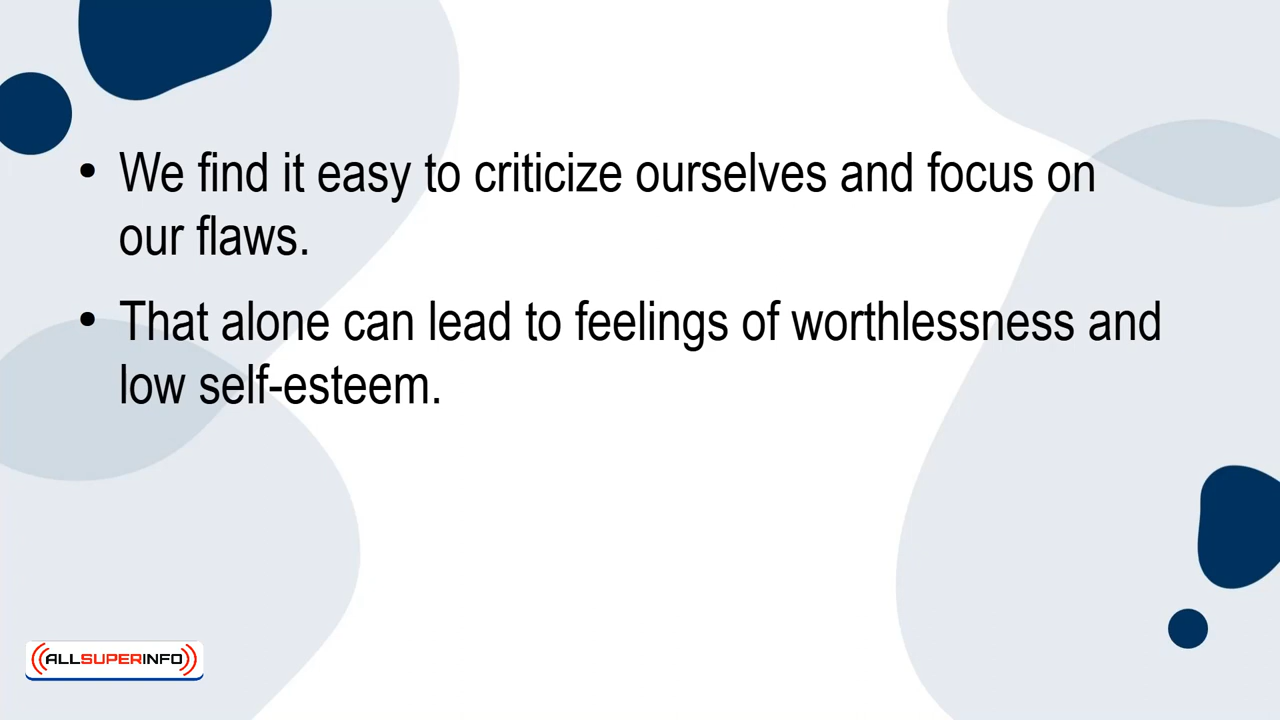 • We find it easy to criticize ourselves and focus on
our flaws.
• That alone can lead to feelings of worthlessness and
low self-esteem.
ALLSUPERINFO